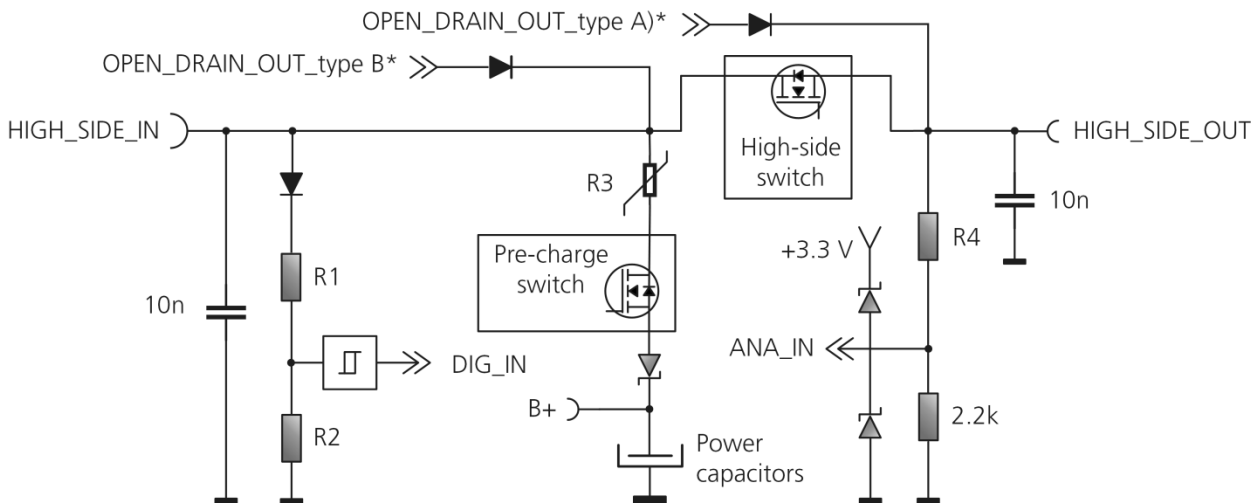 OPEN_DRAIN_OUT_type A)*
OPEN_DRAIN_OUT_type B*
HIGH_SIDE_IN
HIGH_SIDE_OUT
High-side
switch
R3
10n
R4
+3.3 V
Pre-charge
switch
R1
10n
ANA_IN
DIG_IN
B+
R2
2.2k
Power
capacitors